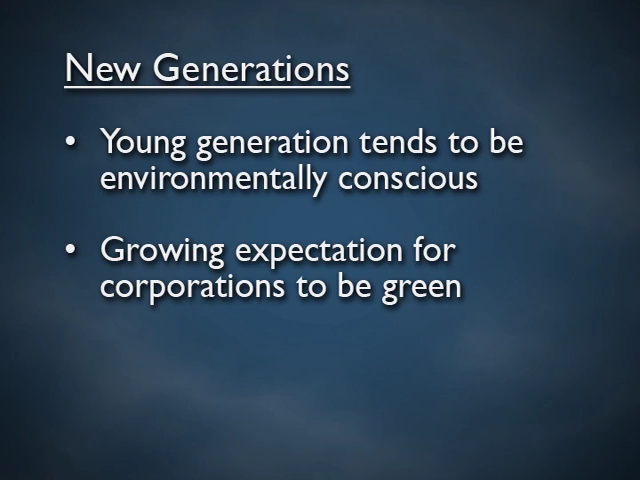 New Generations
• Young generation tends to be
environmentally conscious
• Growing expectation for
corporations to be green